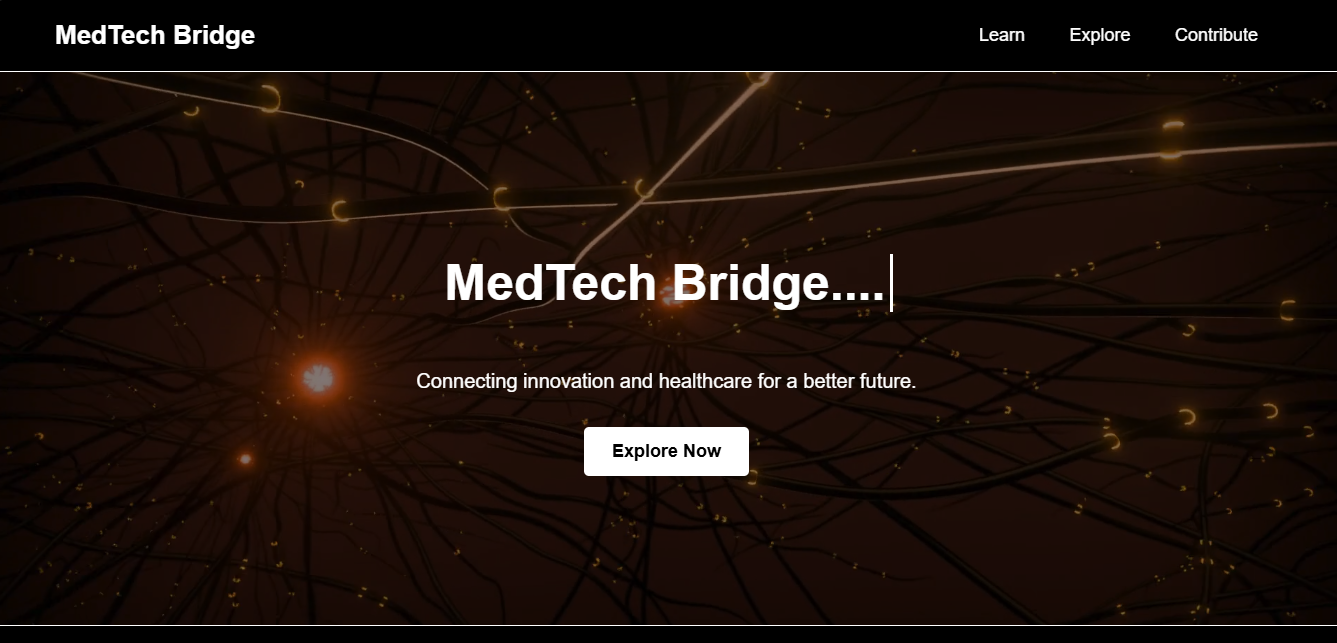 MedTech Bridge
Learn Explore Contribute
MedTech Bridge....
Connecting innovation and healthcare for a better future.
Explore Now